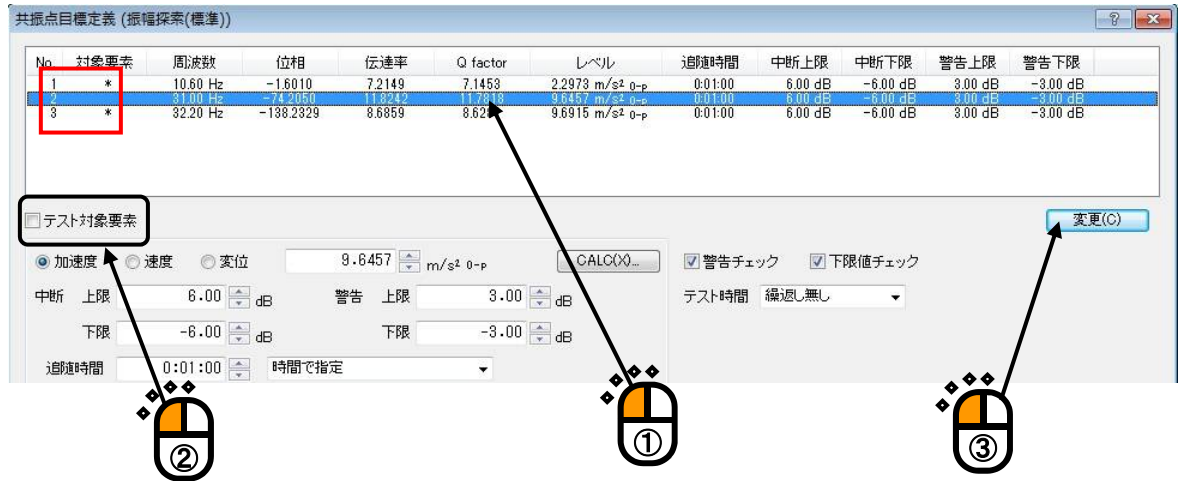 共振点目標定義 (振幅探索(標準))
No. 対象要素 周波数 位相 伝達率 Q factor レベル 追随時間 中断上限 中断下限 警告上限 警告下限
1 * 10.60 Hz -1.6010 7.2149 7.1453 2.2973 m/s² 0-p 0:01:00 6.00 dB -6.00 dB 3.00 dB -3.00 dB
2 31.00 Hz -74.2050 11.8242 11.7818 9.6457 m/s² 0-p 0:01:00 6.00 dB -6.00 dB 3.00 dB -3.00 dB
3 * 32.20 Hz -138.2329 8.6859 8.62 9.6915 m/s² 0-p 0:01:00 6.00 dB -6.00 dB 3.00 dB -3.00 dB
テスト対象要素 変更(C)
加速度 速度 変位 9.6457 m/s² 0-p CALC(X)... 警告チェック 下限値チェック
中断 上限 6.00 dB 警告 上限 3.00 dB テスト時間 繰返し無し
下限 -6.00 dB 下限 -3.00 dB
追随時間 0:01:00 時間で指定
② ① ③